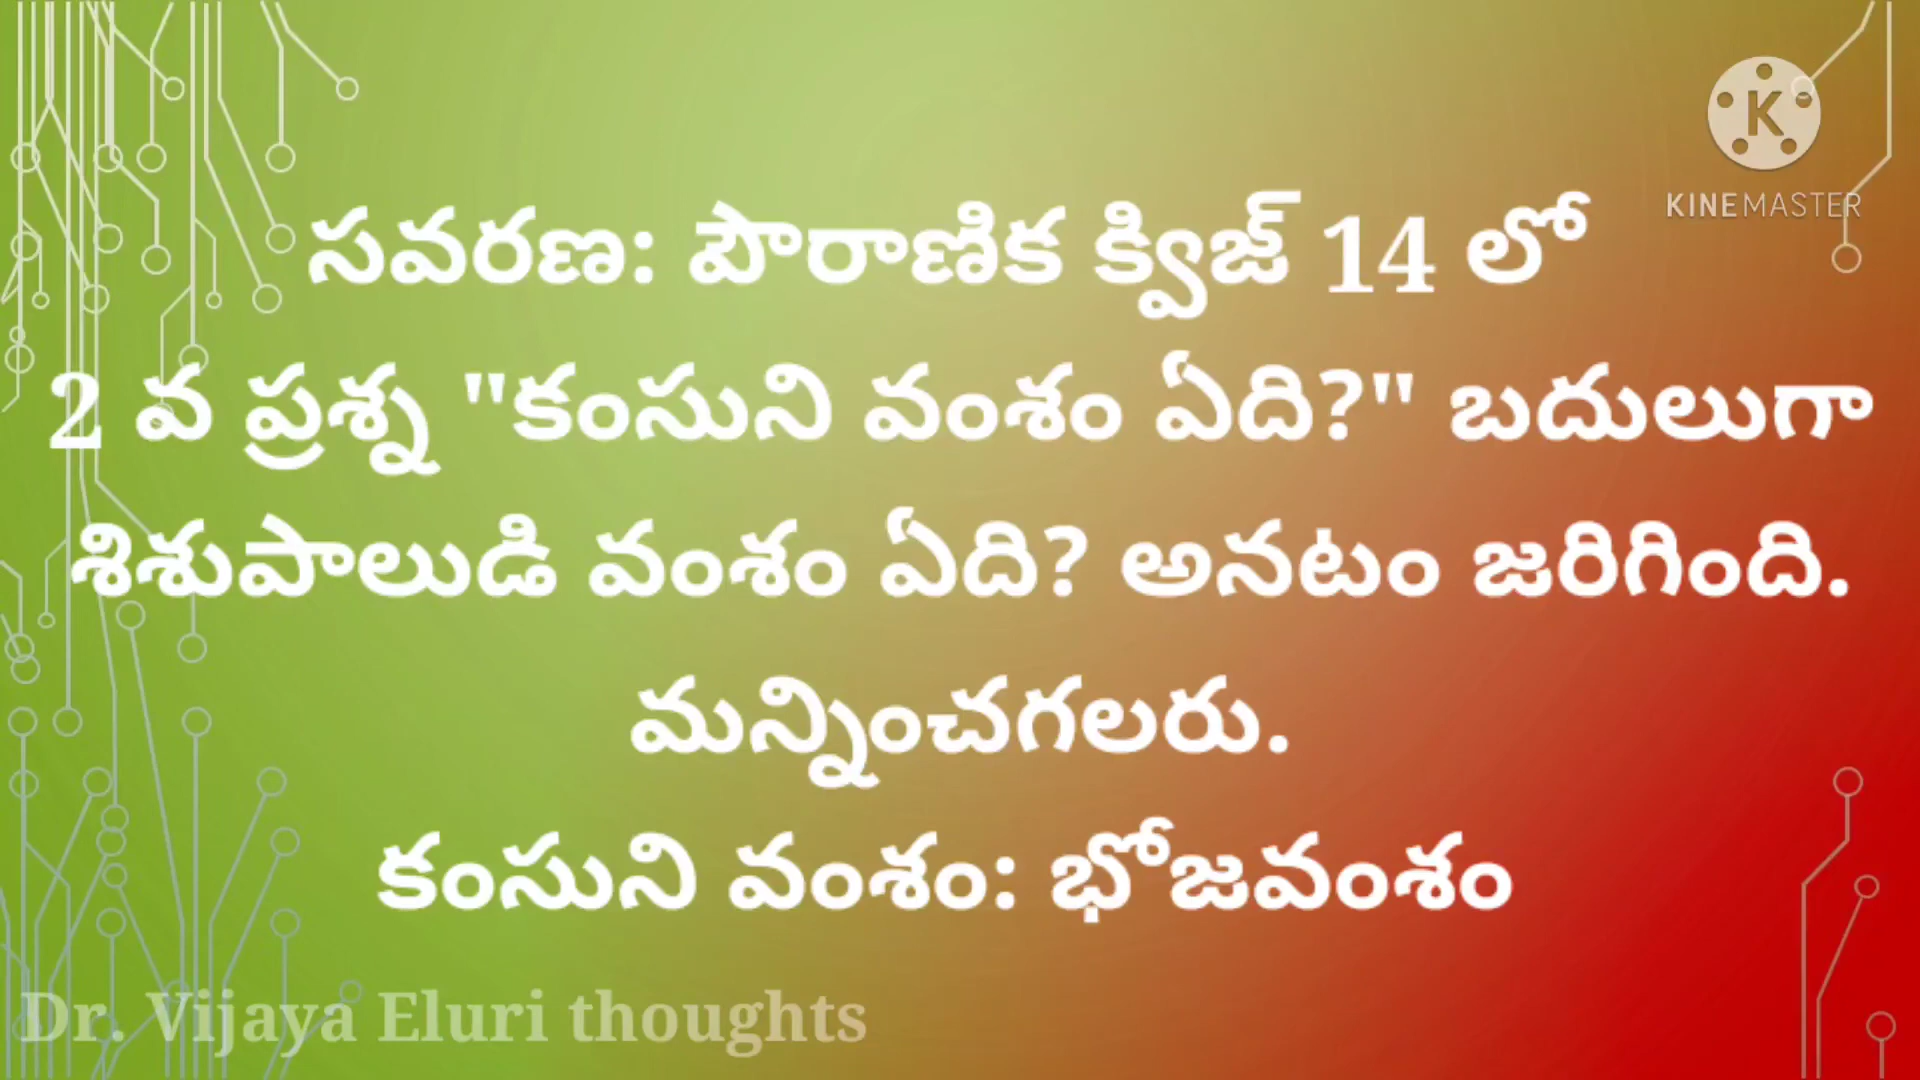 KINEMASTER
సవరణ: పౌరాణిక క్విజ్ 14 లో
2 వ ప్రశ్న "కంసుని వంశం ఏది?" బదులుగా
శిశుపాలుడి వంశం ఏది? అనటం జరిగింది.
మన్నించగలరు.
కంసుని వంశం: భోజవంశం
Dr. Vijaya Eluri thoughts